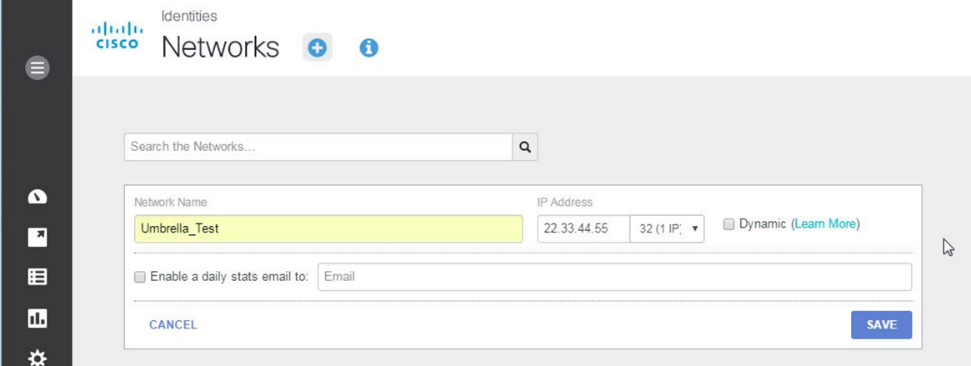 Identities
CISCO
Networks
Search the Networks...
Network Name
IP Address
Umbrella_Test
22.33.44.55
32 (1 IP)
Dynamic (Learn More)
Enable a daily stats email to:
Email
CANCEL
SAVE